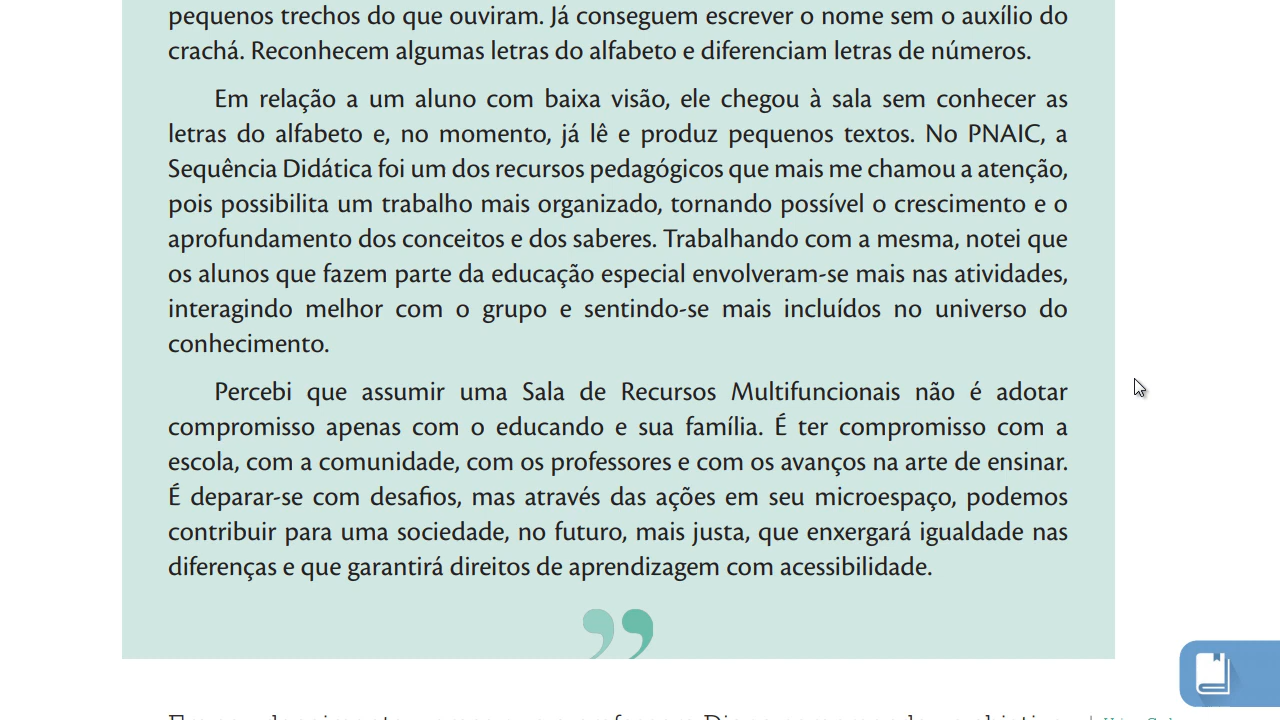 pequenos trechos do que ouviram. Já conseguem escrever o nome sem o auxílio do
crachá. Reconhecem algumas letras do alfabeto e diferenciam letras de números.
Em relação a um aluno com baixa visão, ele chegou à sala sem conhecer as
letras do alfabeto e, no momento, já lê e produz pequenos textos. No PNAIC, a
Sequência Didática foi um dos recursos pedagógicos que mais me chamou a atenção,
pois possibilita um trabalho mais organizado, tornando possível o crescimento e o
aprofundamento dos conceitos e dos saberes. Trabalhando com a mesma, notei que
os alunos que fazem parte da educação especial envolveram-se mais nas atividades,
interagindo melhor com o grupo e sentindo-se mais incluídos no universo do
conhecimento.
Percebi que assumir uma Sala de Recursos Multifuncionais não é adotar
compromisso apenas com o educando e sua família. É ter compromisso com a
escola, com a comunidade, com os professores e com os avanços na arte de ensinar.
É deparar-se com desafios, mas através das ações em seu microespaço, podemos
contribuir para uma sociedade, no futuro, mais justa, que enxergará igualdade nas
diferenças e que garantirá direitos de aprendizagem com acessibilidade.
”